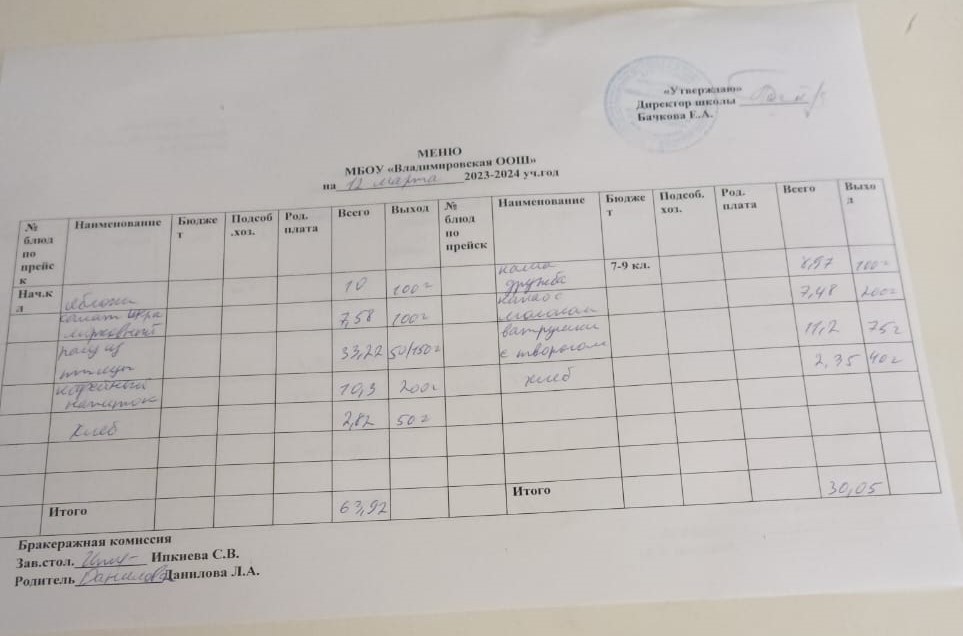 «Утверждаю»
Директор школы
Бачкова Е.А.
МЕНЮ
МБОУ «Владимировская ООШ»
на 12 марта 2023-2024 уч.год
№ блюд по прейск Наименование Бюджет Подсоб.хоз. Род. плата Всего Выход № блюд по прейск Наименование Бюджет Подсоб. хоз. Род. плата Всего Выход
Нач.кл яблоки 10 100г каша дружба 7-9 кл. 100г
салат морковный 7,58 100г какао с молоком 7,48 200г
рагу из птицы 33,22 50/150г ватрушки с творогом 11,2 75г
кофейный напиток 10,3 200г хлеб 2,35 40г
хлеб 2,82 50г
Итого 63,92 Итого 30,05
Бракеражная комиссия
Зав.стол. Ипкиева С.В.
Родитель Данилова Данилова Л.А.